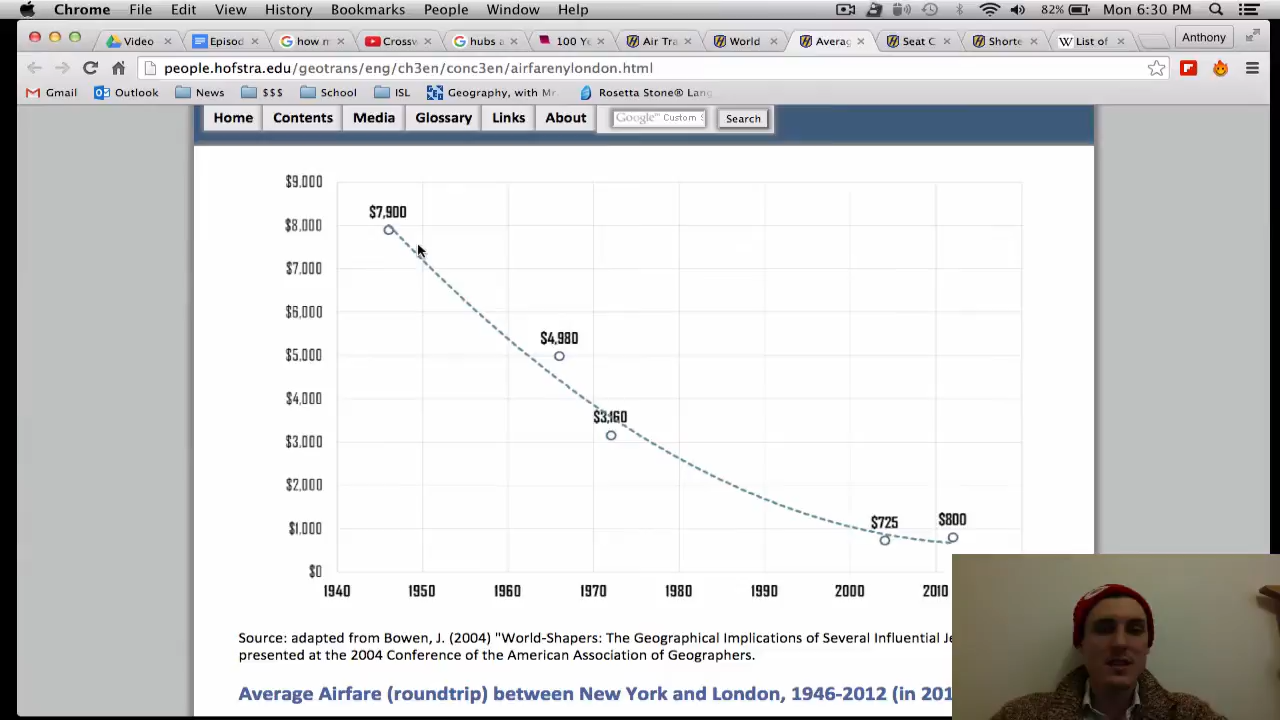 Chrome File Edit View History Bookmarks People Window Help 82% Mon 6:30 PM
Video Episod how m Crossw hubs a 100 Ye Air Tra World Averag Seat C Shorte List of Anthony
people.hofstra.edu/geotrans/eng/ch3en/conc3en/airfarenylondon.html
Gmail Outlook News $$$ School ISL Geography, with Mr. Rosetta Stone® Lang
Home Contents Media Glossary Links About Google™ Custom S Search
$9,000
$7,900
$8,000
$7,000
$6,000
$4,980
$5,000
$4,000
$3,160
$3,000
$2,000
$725 $800
$1,000
$0
1940 1950 1960 1970 1980 1990 2000 2010
Source: adapted from Bowen, J. (2004) "World-Shapers: The Geographical Implications of Several Influential Je
presented at the 2004 Conference of the American Association of Geographers.
Average Airfare (roundtrip) between New York and London, 1946-2012 (in 201